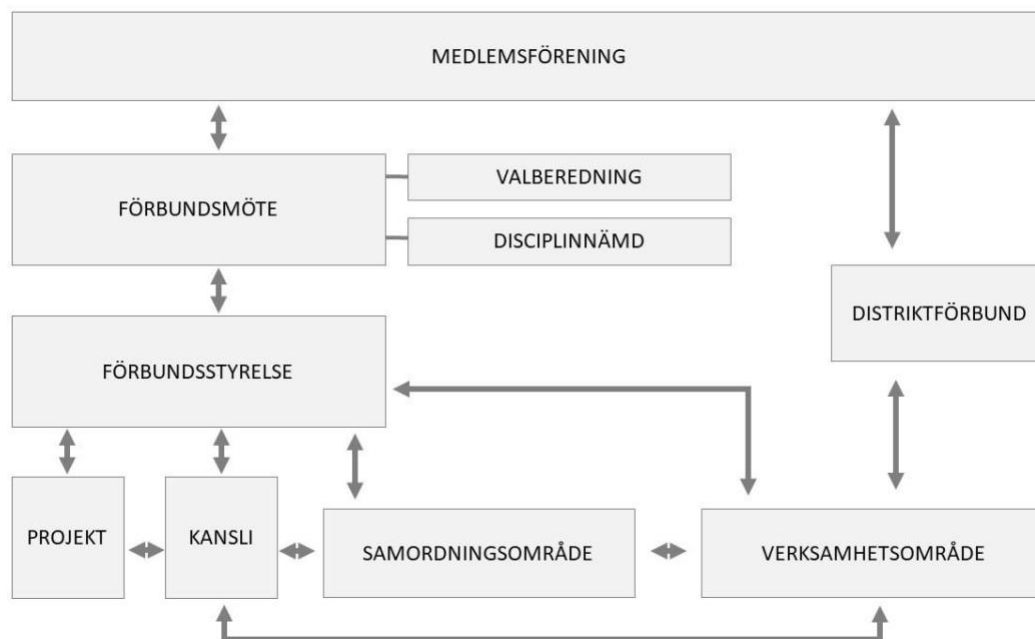 MEDLEMSFÖRENING
VALBEREDNING
FÖRBUNDSMÖTE
DISCIPLINNÄMD
DISTRIKTFÖRBUND
FÖRBUNDSSTYRELSE
PROJEKT
KANSLI
SAMORDNINGSOMRÅDE
VERKSAMHETSOMRÅDE